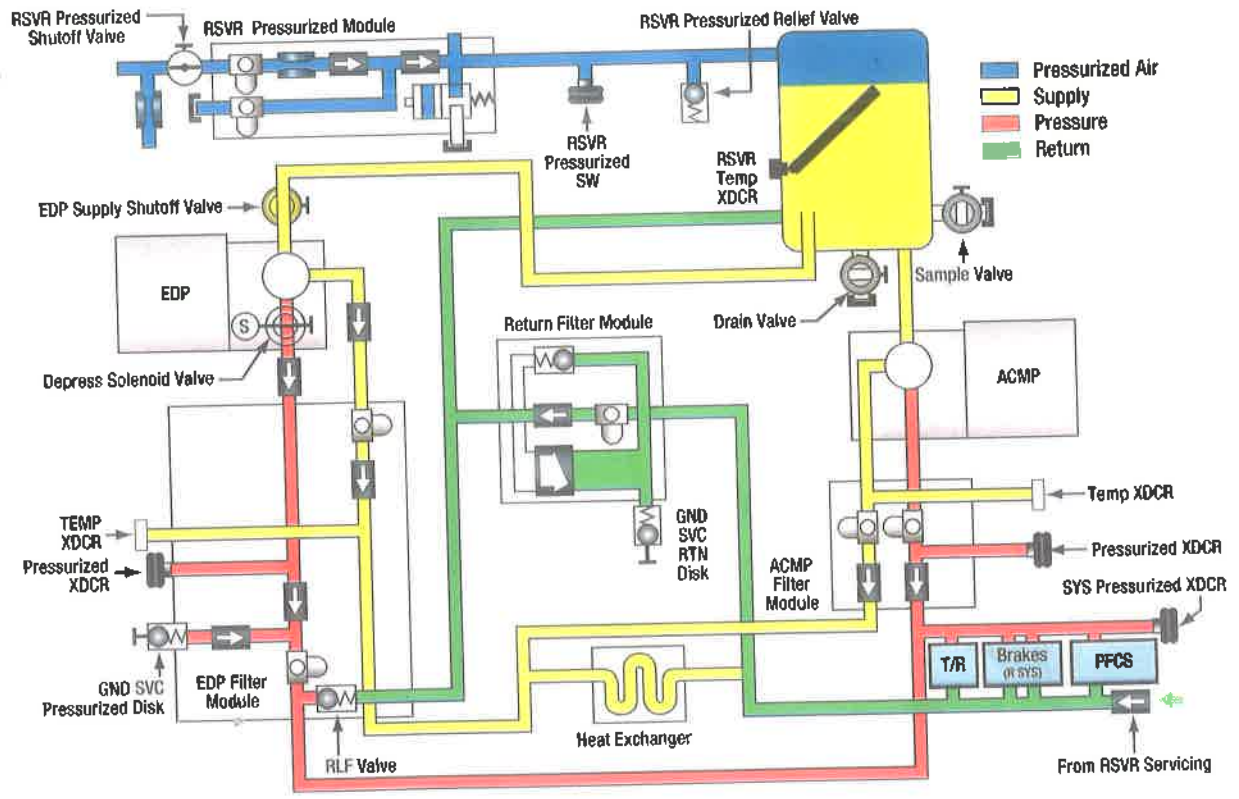 RSVR Pressurized
Shutoff Valve
RSVR Pressurized Module
RSVR Pressurized Relief Valve
Pressurized Air
Supply
Pressure
Return
RSVR
Pressurized
SW
RSVR
Temp
XDCR
EDP Supply Shutoff Valve
EDP
S
Depress Solenoid Valve
Return Filter Module
Drain Valve
Sample Valve
ACMP
TEMP
XDCR
Pressurized
XDCR
GND
SVC
RTN
Disk
ACMP
Filter
Module
Temp XDCR
Pressurized XDCR
SYS Pressurized XDCR
T/R
Brakes
(R SYS)
PFCS
GND SVC
Pressurized Disk
EDP Filter
Module
RLF Valve
Heat Exchanger
From RSVR Servicing